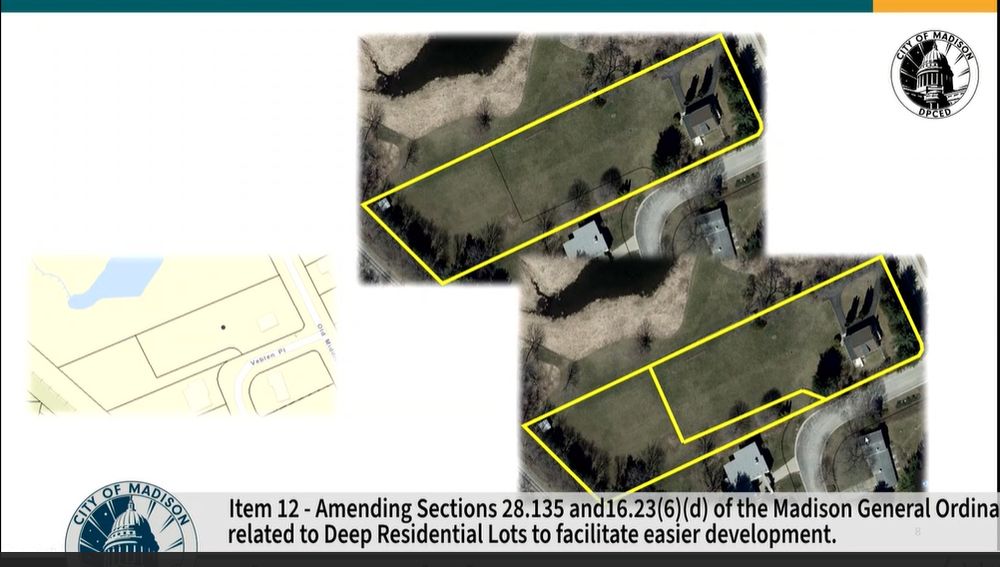 CITY OF MADISON
DPCED
Veblen Pl
Old Middl
CITY OF MADISON
Item 12 - Amending Sections 28.135 and16.23(6)(d) of the Madison General Ordina
related to Deep Residential Lots to facilitate easier development.
8